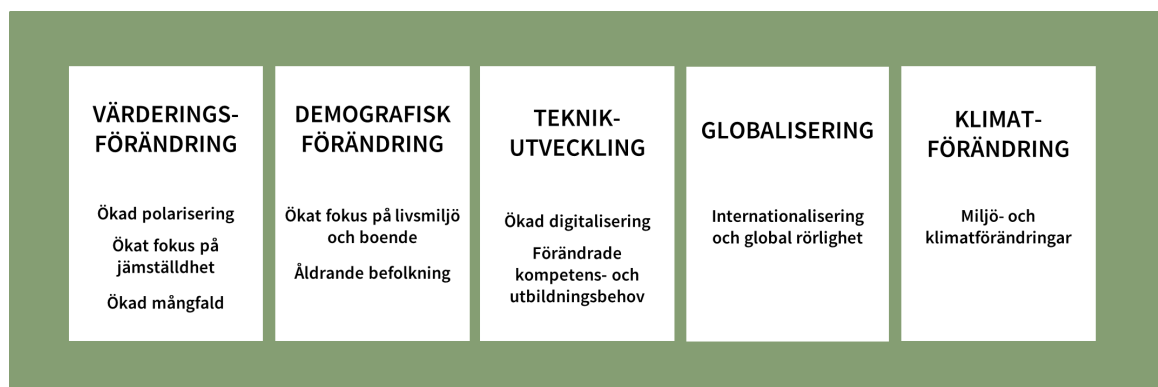 VÄRDERINGS-
FÖRÄNDRING
Ökad polarisering
Ökat fokus på
jämställdhet
Ökad mångfald
DEMOGRAFISK
FÖRÄNDRING
Ökat fokus på livsmiljö
och boende
Åldrande befolkning
TEKNIK-
UTVECKLING
Ökad digitalisering
Förändrade
kompetens- och
utbildningsbehov
GLOBALISERING
Internationalisering
och global rörlighet
KLIMAT-
FÖRÄNDRING
Miljö- och
klimatförändringar